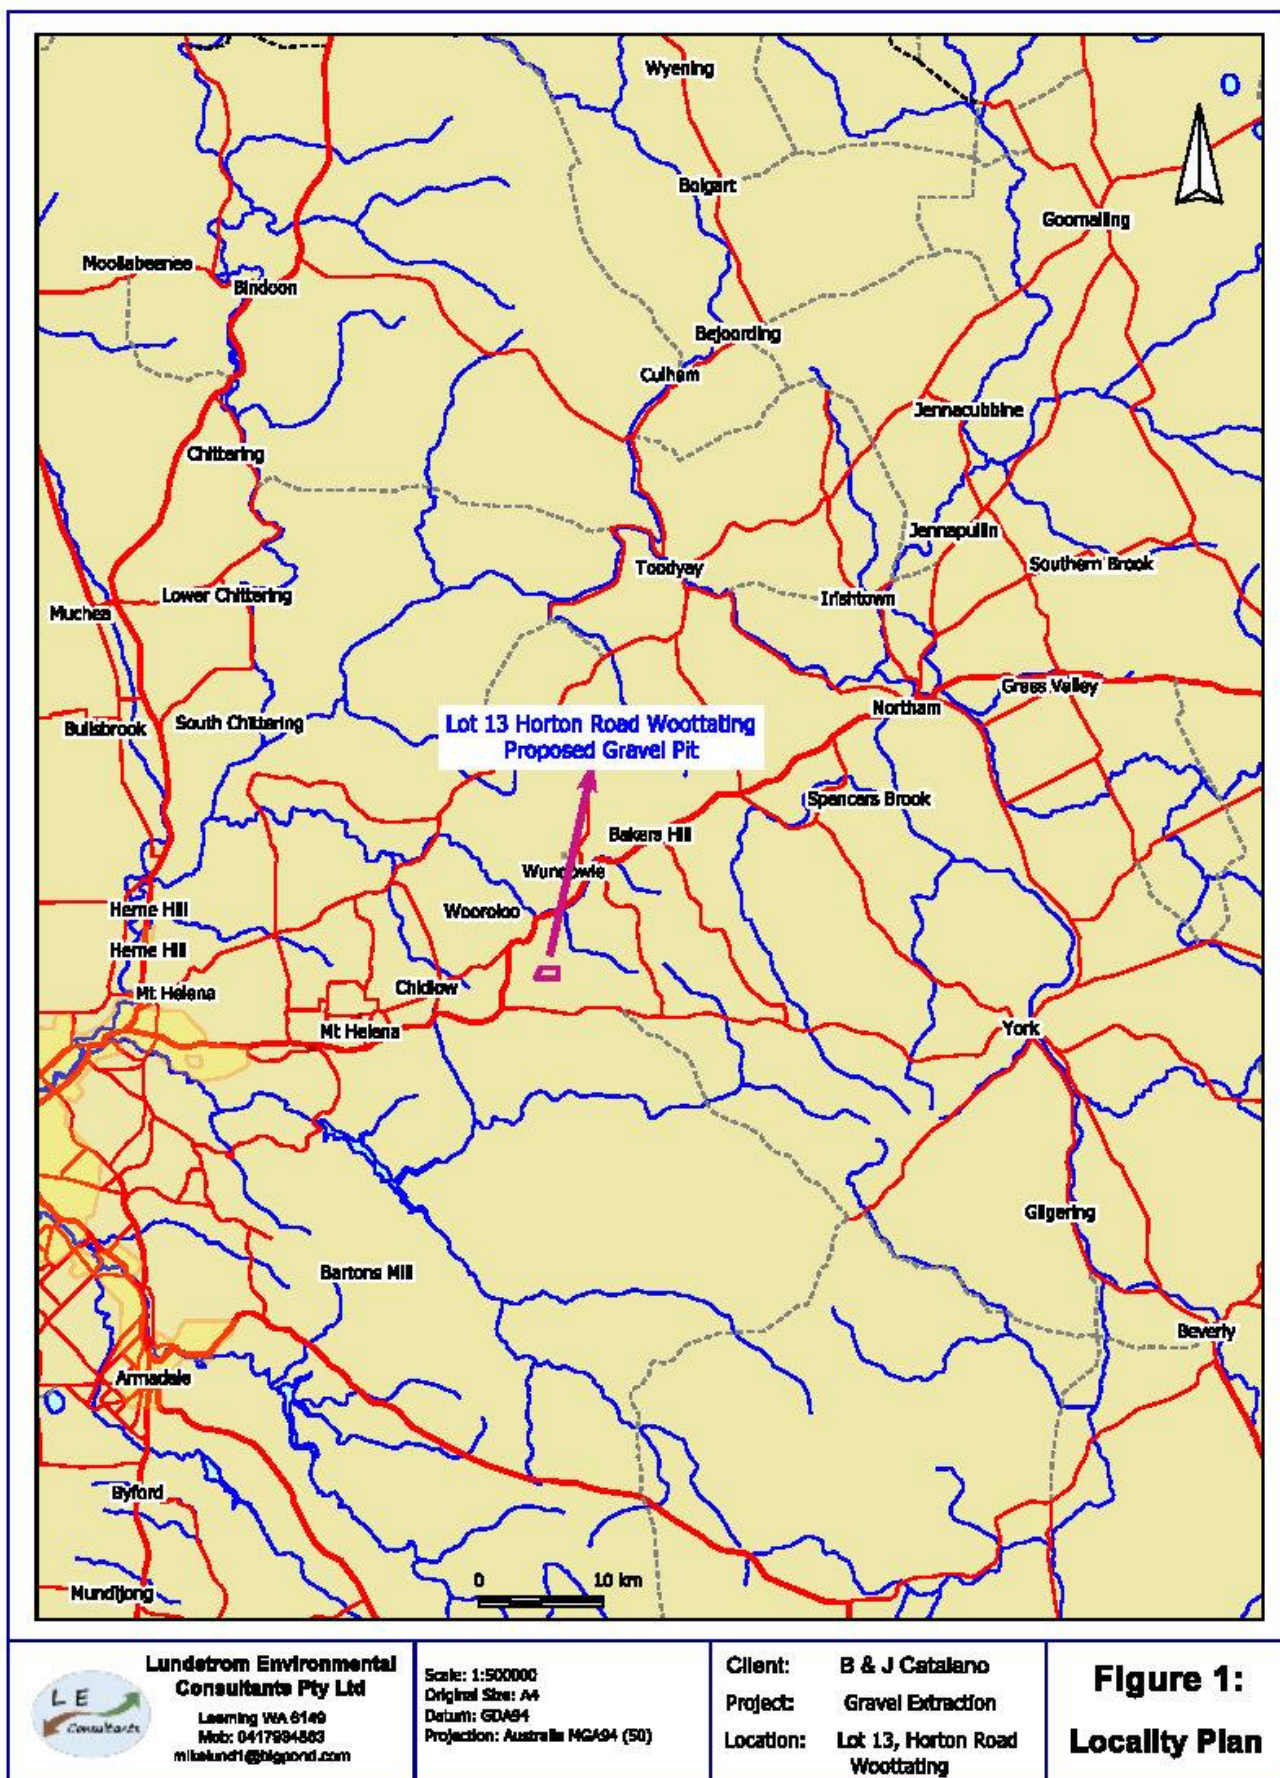 Wyening
Bolgart
Goomalling
Moollabeenee
Bindoon
Bejoording
Culham
Jennacubbine
Chittering
Jennapullin
Southern Brook
Toodyay
Lower Chittering
Irishtown
Muchea
Grass Valley
Northam
Lot 13 Horton Road Woottating
Proposed Gravel Pit
Bullsbrook
South Chittering
Spencers Brook
Bakers Hill
Wundowie
Wooroloo
Herne Hill
Herne Hill
Mt Helena
Chidlow
Mt Helena
York
Gilgering
Bartons Mill
Beverly
Armadale
Byford
Mundijong
0 10 km
L E
Consultants
Lundstrom Environmental
Consultants Pty Ltd
Leeming WA 6149
Mob: 0417934863
mikelund1@bigpond.com
Scale: 1:500000
Original Size: A4
Datum: GDA94
Projection: Australia MGA94 (50)
Client: B & J Catalano
Project: Gravel Extraction
Location: Lot 13, Horton Road
Woottating
Figure 1:
Locality Plan